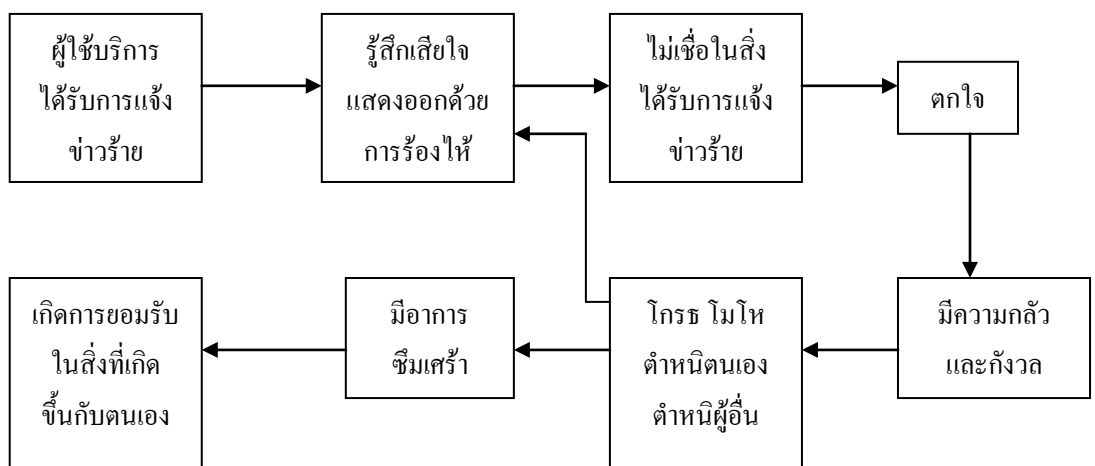 ผู้ใช้บริการ
ได้รับการแจ้ง
ข่าวร้าย
รู้สึกเสียใจ
แสดงออกด้วย
การร้องไห้
ไม่เชื่อในสิ่ง
ได้รับการแจ้ง
ข่าวร้าย
ตกใจ
มีความกลัว
และกังวล
โกรธ โมโห
ตำหนิตนเอง
ตำหนิผู้อื่น
มีอาการ
ซึมเศร้า
เกิดการยอมรับ
ในสิ่งที่เกิด
ขึ้นกับตนเอง